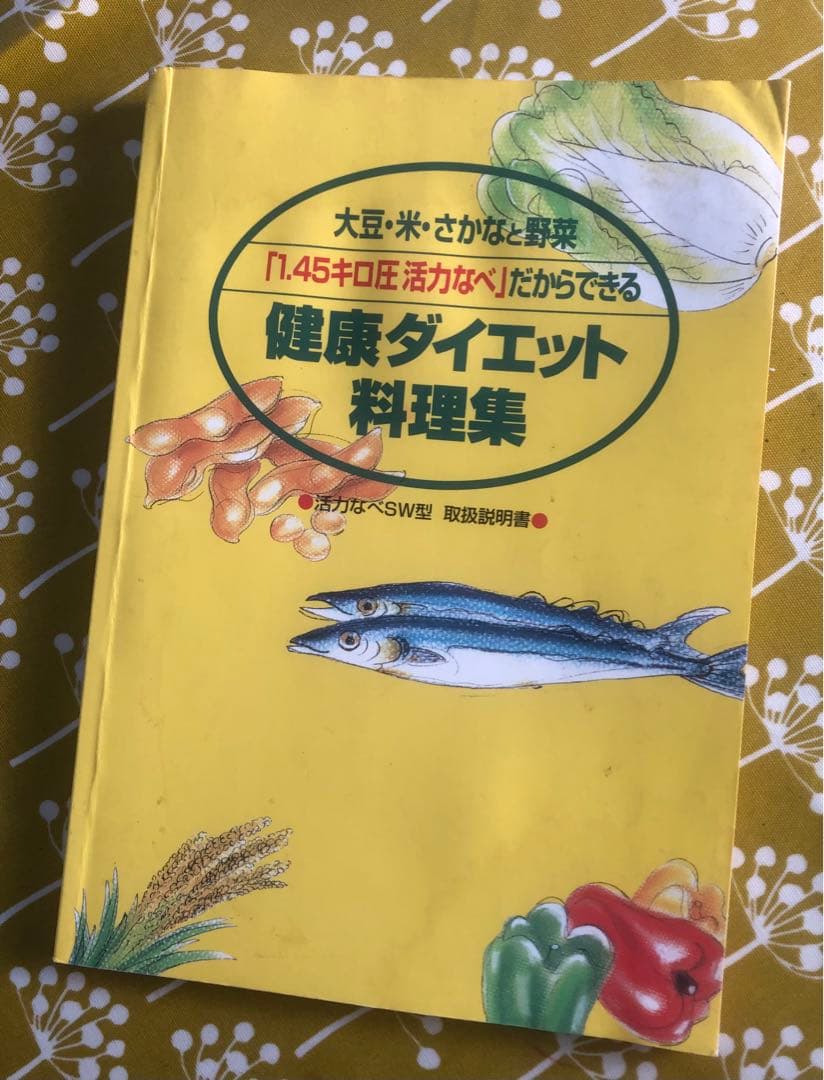 大豆・米・さかなと野菜
「1.45キロ圧 活力なべ」だからできる
健康ダイエット
料理集
●活力なべSW型 取扱説明書●